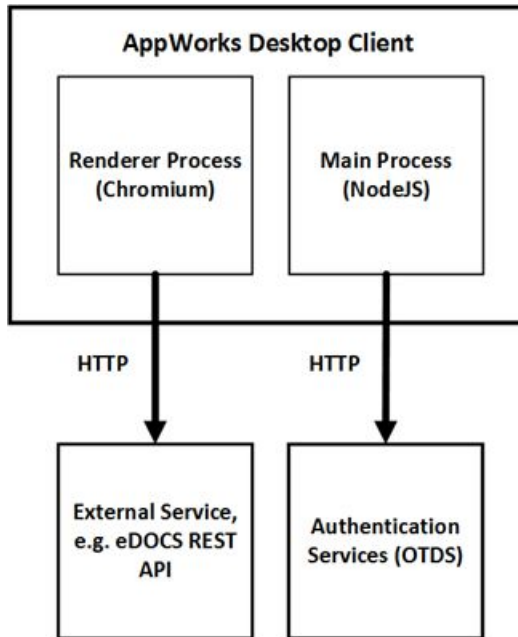 AppWorks Desktop Client
Renderer Process
(Chromium)
Main Process
(NodeJS)
HTTP
HTTP
External Service,
e.g. eDOCS REST
API
Authentication
Services (OTDS)